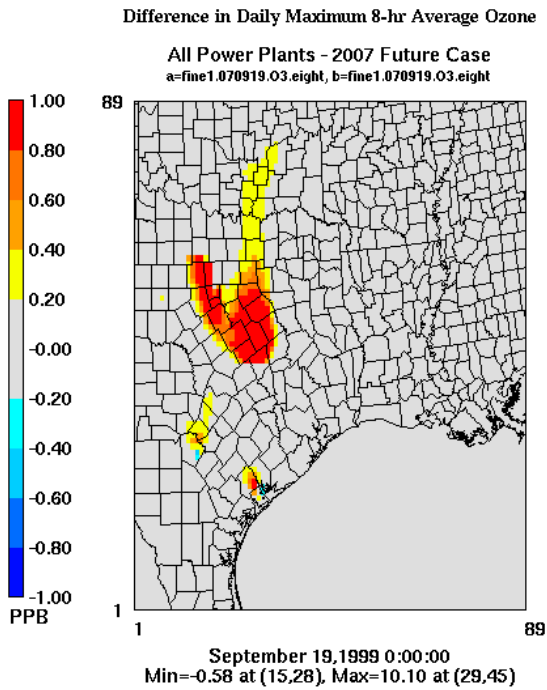 Difference in Daily Maximum 8-hr Average Ozone
All Power Plants - 2007 Future Case
a=fine1.070919.O3.eight, b=fine1.070919.O3.eight
1.00
0.80
0.60
0.40
0.20
-0.00
-0.20
-0.40
-0.60
-0.80
-1.00
PPB
89
1
1
89
September 19,1999 0:00:00
Min=-0.58 at (15,28), Max=10.10 at (29,45)